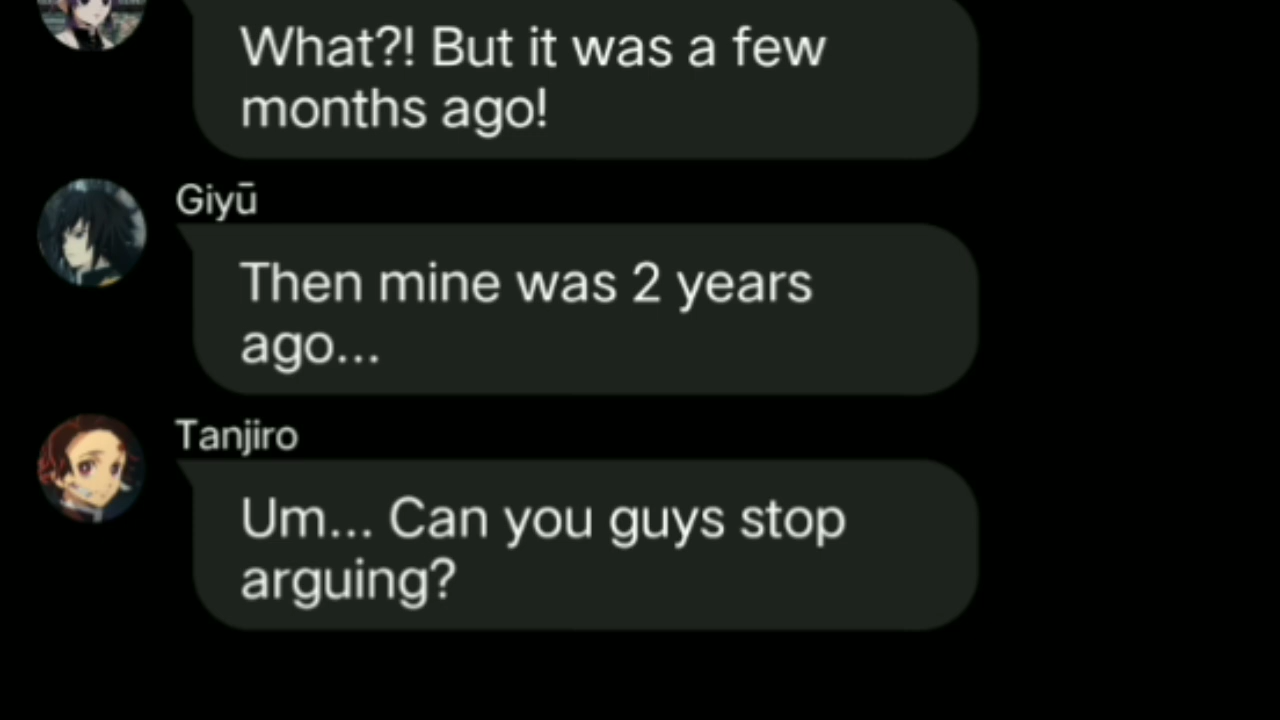 What?! But it was a few
months ago!
Giyū
Then mine was 2 years
ago...
Tanjiro
Um... Can you guys stop
arguing?